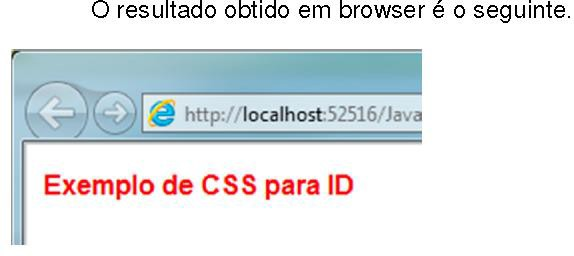 O resultado obtido em browser é o seguinte.
http://localhost:52516/Java
Exemplo de CSS para ID